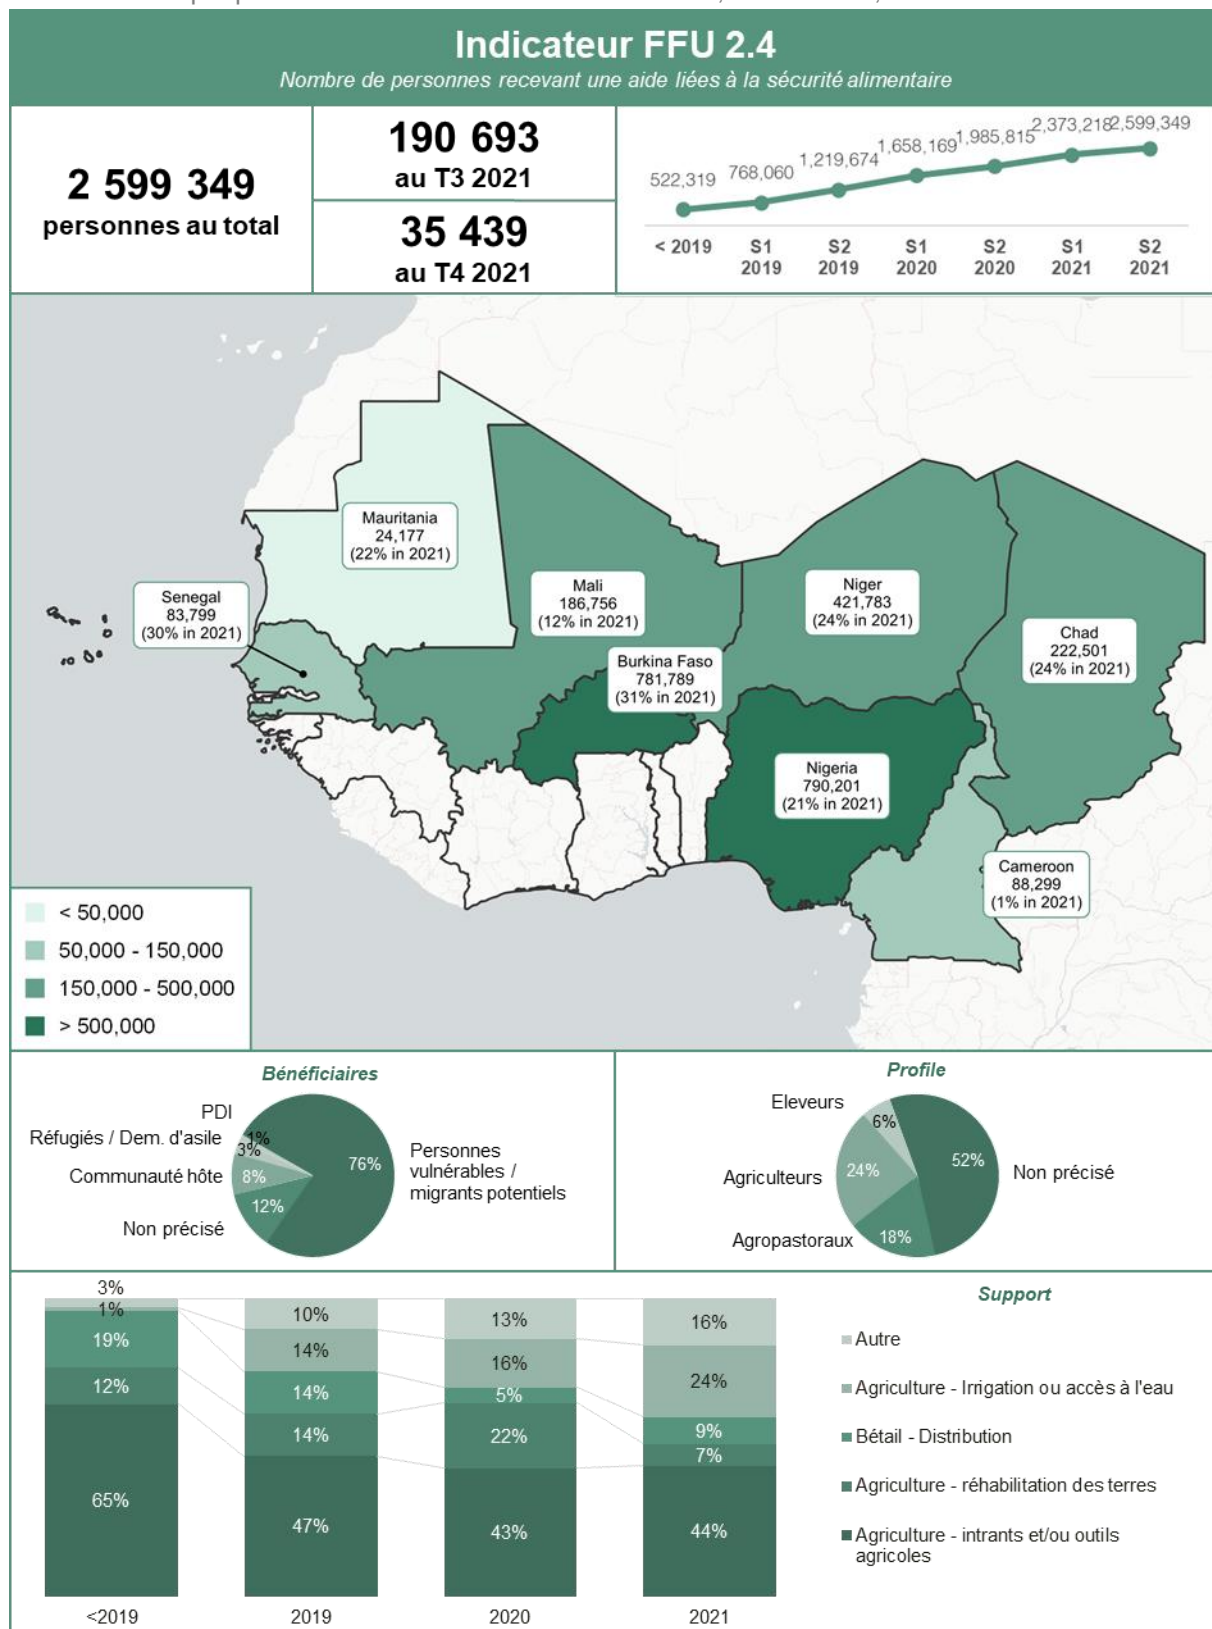 Indicateur FFU 2.4
Nombre de personnes recevant une aide liées à la sécurité alimentaire
2 599 349
personnes au total
190 693
au T3 2021
35 439
au T4 2021
522,319
768,060
1,219,674
1,658,169
1,985,815
2,373,218
2,599,349
< 2019
S1
2019
S2
2019
S1
2020
S2
2020
S1
2021
S2
2021
Mauritania
24,177
(22% in 2021)
Senegal
83,799
(30% in 2021)
Mali
186,756
(12% in 2021)
Niger
421,783
(24% in 2021)
Chad
222,501
(24% in 2021)
Burkina Faso
781,789
(31% in 2021)
Nigeria
790,201
(21% in 2021)
Cameroon
88,299
(1% in 2021)
< 50,000
50,000 - 150,000
150,000 - 500,000
> 500,000
Bénéficiaires
PDI
Réfugiés / Dem. d'asile
Communauté hôte
Non précisé
1%
3%
8%
12%
76%
Personnes
vulnérables /
migrants potentiels
Profile
Eleveurs
Agriculteurs
Agropastoraux
6%
24%
18%
52%
Non précisé
3%
1%
19%
12%
65%
<2019
10%
14%
14%
14%
47%
2019
13%
16%
5%
22%
43%
2020
16%
24%
9%
7%
44%
2021
Support
Autre
Agriculture - Irrigation ou accès à l'eau
Bétail - Distribution
Agriculture - réhabilitation des terres
Agriculture - intrants et/ou outils
agricoles